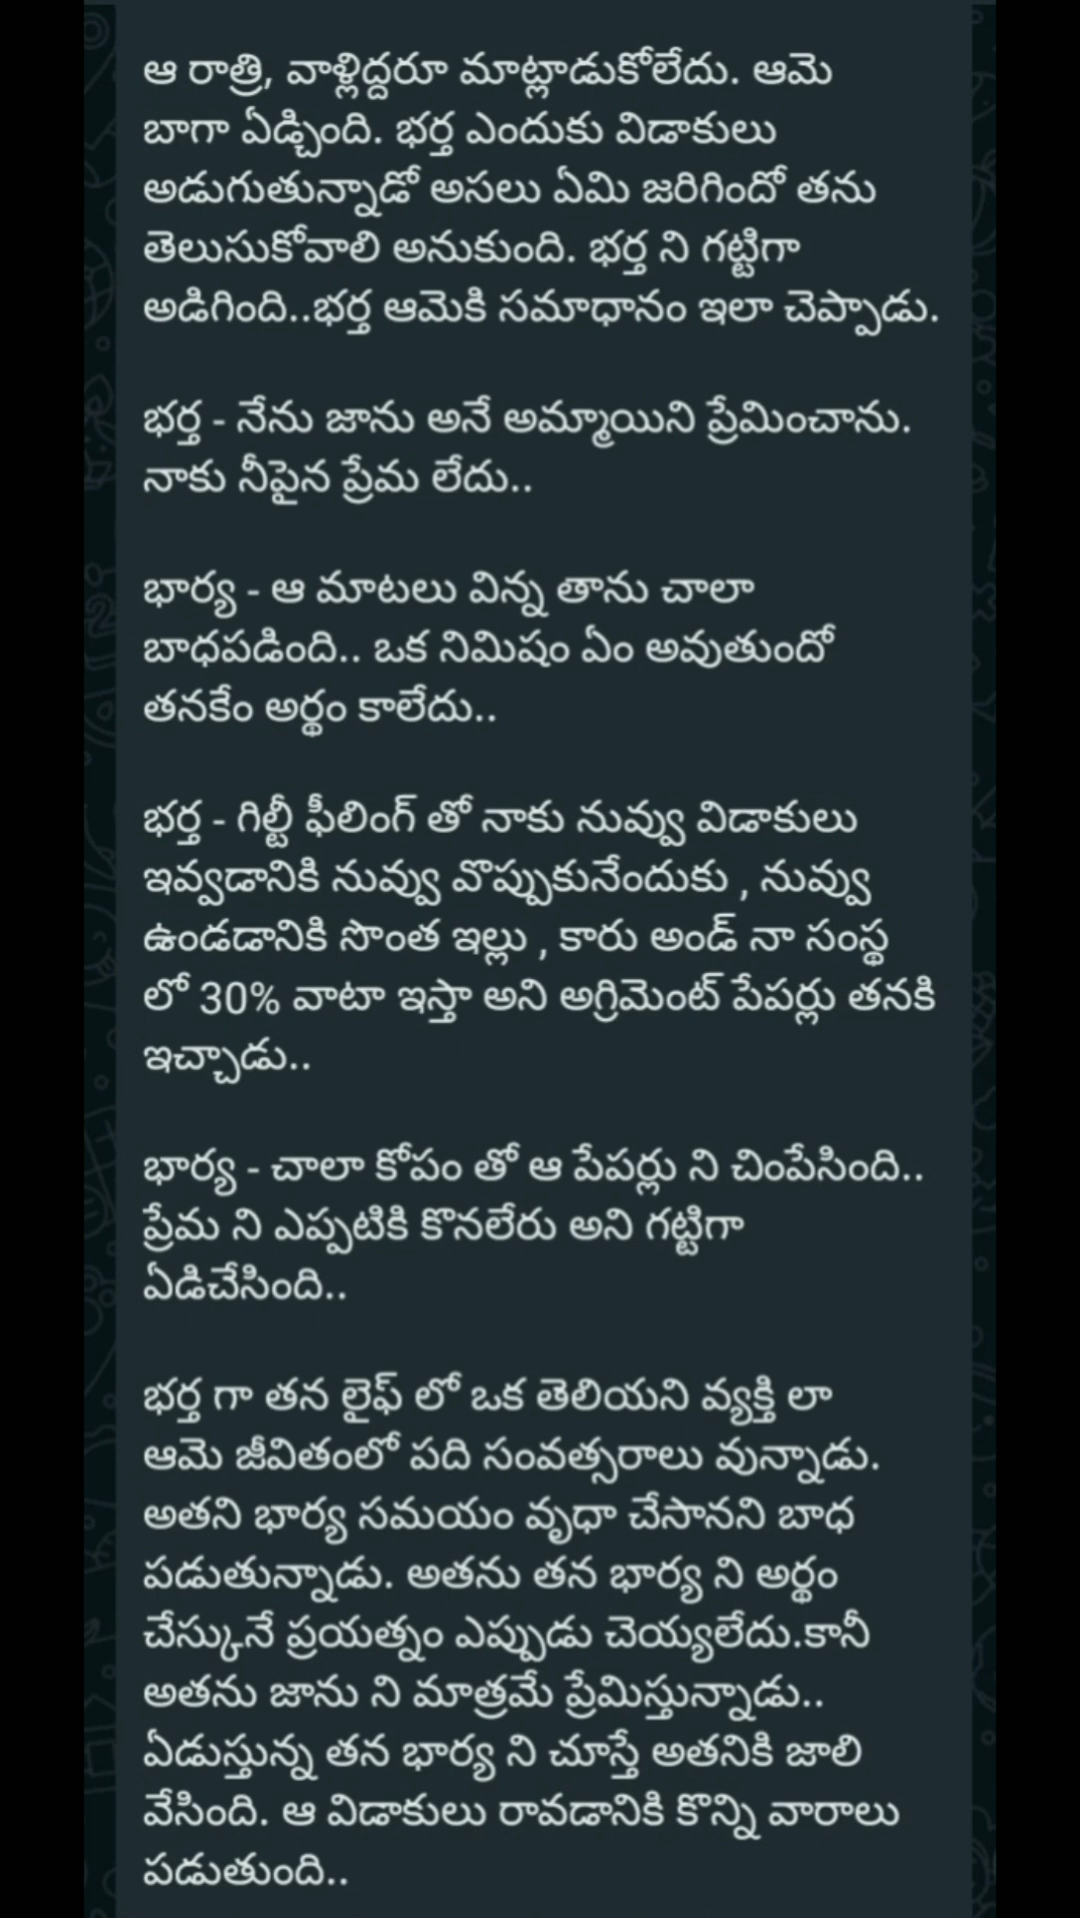 ఆ రాత్రి, వాళ్లిద్దరూ మాట్లాడుకోలేదు. ఆమె
బాగా ఏడ్చింది. భర్త ఎందుకు విడాకులు
అడుగుతున్నాడో అసలు ఏమి జరిగిందో తను
తెలుసుకోవాలి అనుకుంది. భర్త ని గట్టిగా
అడిగింది..భర్త ఆమెకి సమాధానం ఇలా చెప్పాడు.
భర్త - నేను జాను అనే అమ్మాయిని ప్రేమించాను.
నాకు నీపైన ప్రేమ లేదు..
భార్య - ఆ మాటలు విన్న తాను చాలా
బాధపడింది.. ఒక నిమిషం ఏం అవుతుందో
తనకేం అర్థం కాలేదు..
భర్త - గిల్టీ ఫీలింగ్ తో నాకు నువ్వు విడాకులు
ఇవ్వడానికి నువ్వు వొప్పుకునేందుకు , నువ్వు
ఉండడానికి సొంత ఇల్లు , కారు అండ్ నా సంస్థ
లో 30% వాటా ఇస్తా అని అగ్రిమెంట్ పేపర్లు తనకి
ఇచ్చాడు..
భార్య - చాలా కోపం తో ఆ పేపర్లు ని చింపేసింది..
ప్రేమ ని ఎప్పటికి కొనలేరు అని గట్టిగా
ఏడిచేసింది..
భర్త గా తన లైఫ్ లో ఒక తెలియని వ్యక్తి లా
ఆమె జీవితంలో పది సంవత్సరాలు వున్నాడు.
అతని భార్య సమయం వృధా చేసానని బాధ
పడుతున్నాడు. అతను తన భార్య ని అర్థం
చేస్కునే ప్రయత్నం ఎప్పుడు చెయ్యలేదు.కానీ
అతను జాను ని మాత్రమే ప్రేమిస్తున్నాడు..
ఏడుస్తున్న తన భార్య ని చూస్తే అతనికి జాలి
వేసింది. ఆ విడాకులు రావడానికి కొన్ని వారాలు
పడుతుంది..